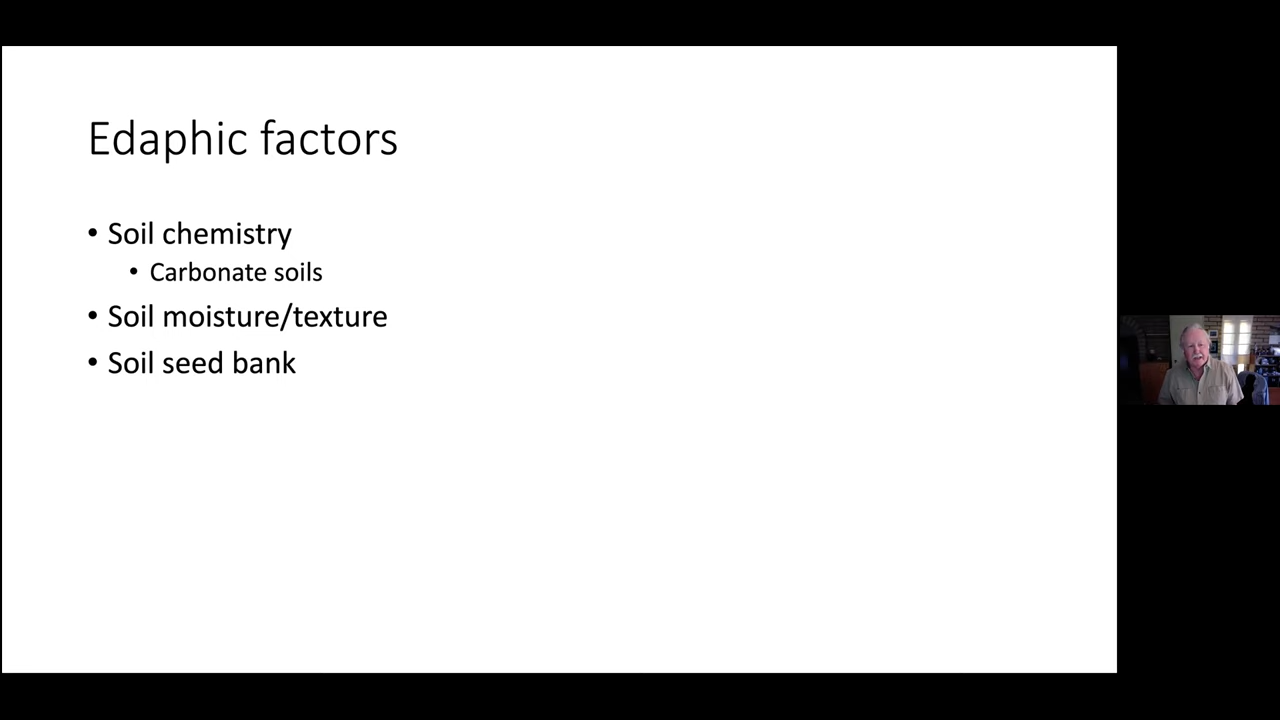 Edaphic factors
• Soil chemistry
• Carbonate soils
• Soil moisture/texture
• Soil seed bank